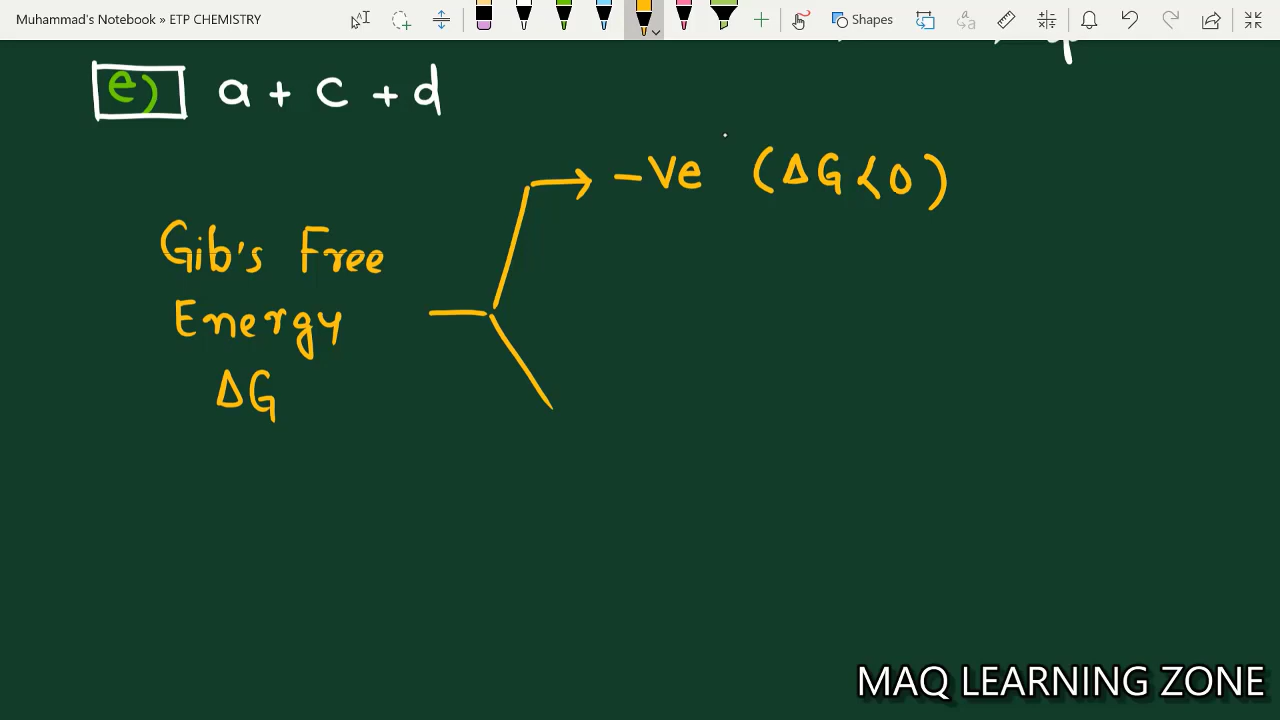 Muhammad's Notebook » ETP CHEMISTRY
Shapes
e) a + c + d
-Ve (ΔG<0)
Gib's Free
Energy
ΔG
MAQ LEARNING ZONE